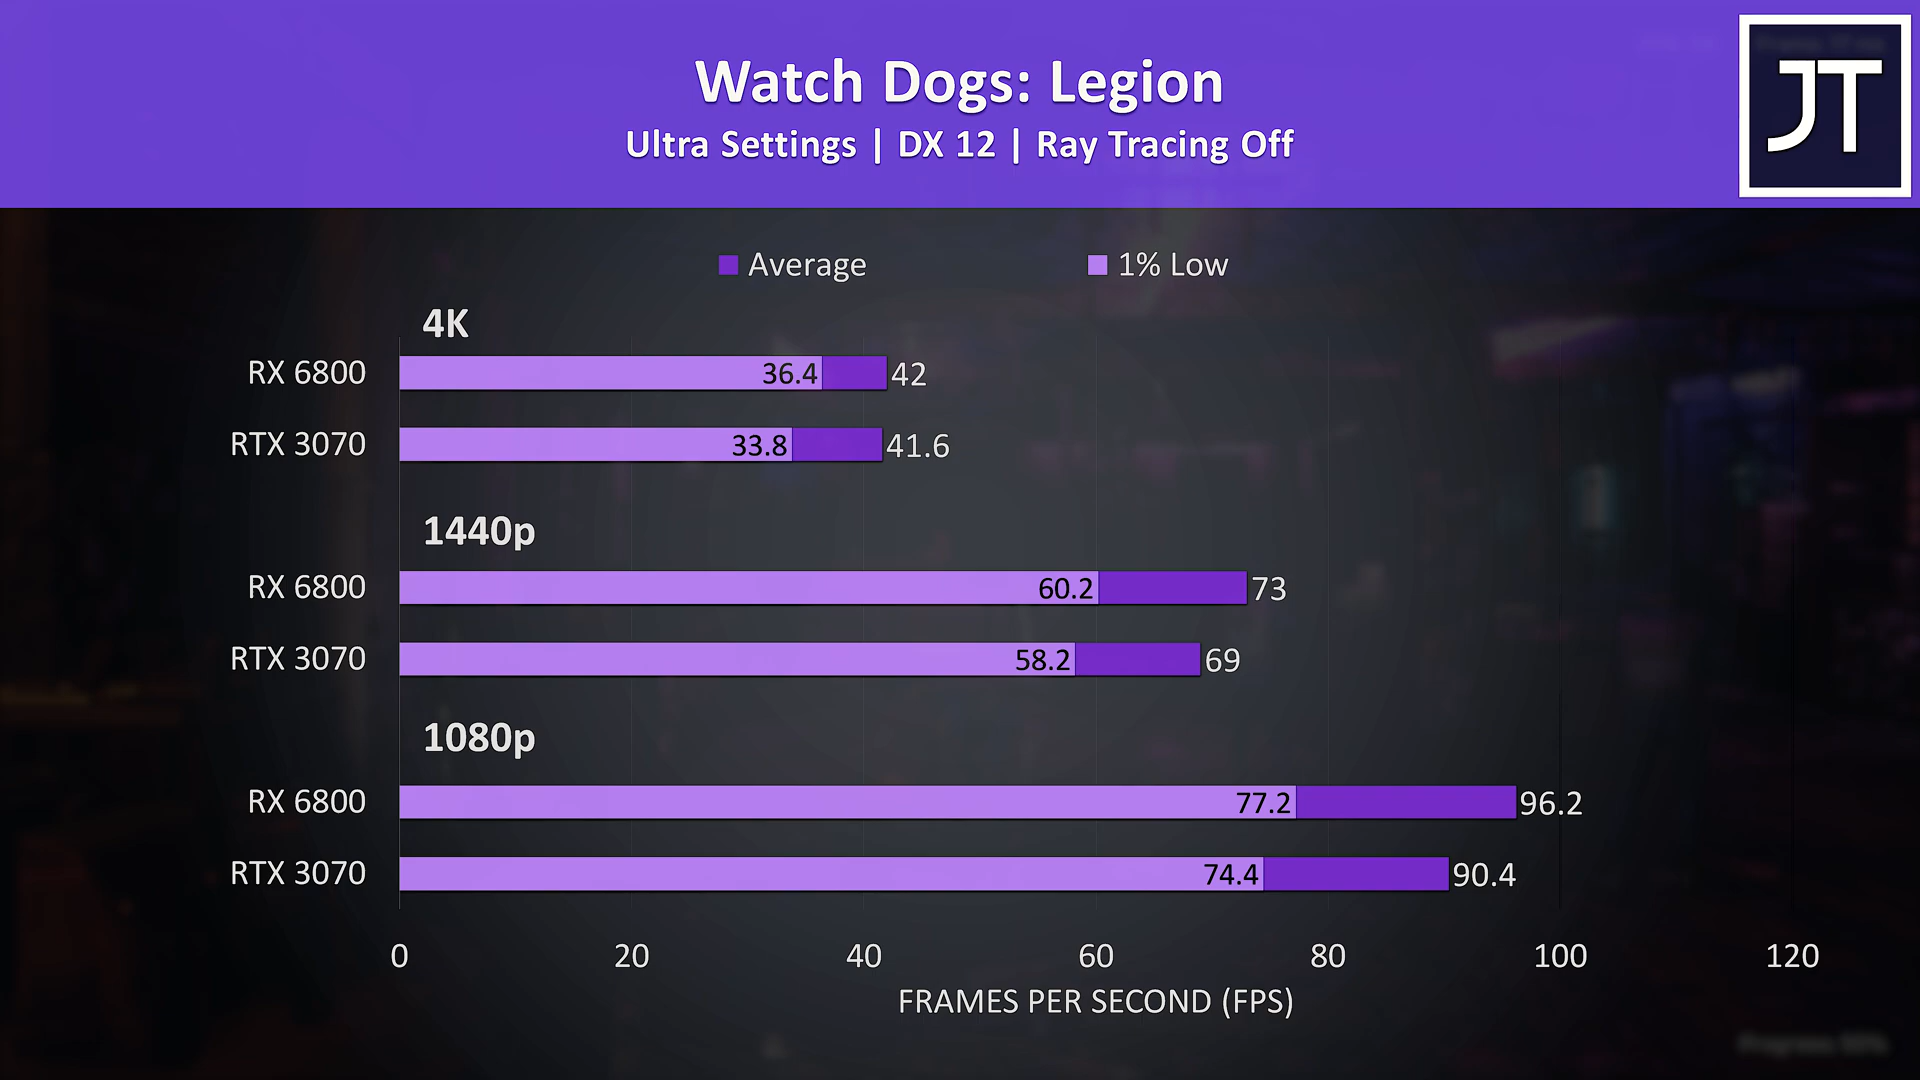 Watch Dogs: Legion
Ultra Settings | DX 12 | Ray Tracing Off
JT
Average
1% Low
4K
RX 6800
36.4
42
RTX 3070
33.8
41.6
1440p
RX 6800
60.2
73
RTX 3070
58.2
69
1080p
RX 6800
77.2
96.2
RTX 3070
74.4
90.4
0 20 40 60 80 100 120
FRAMES PER SECOND (FPS)